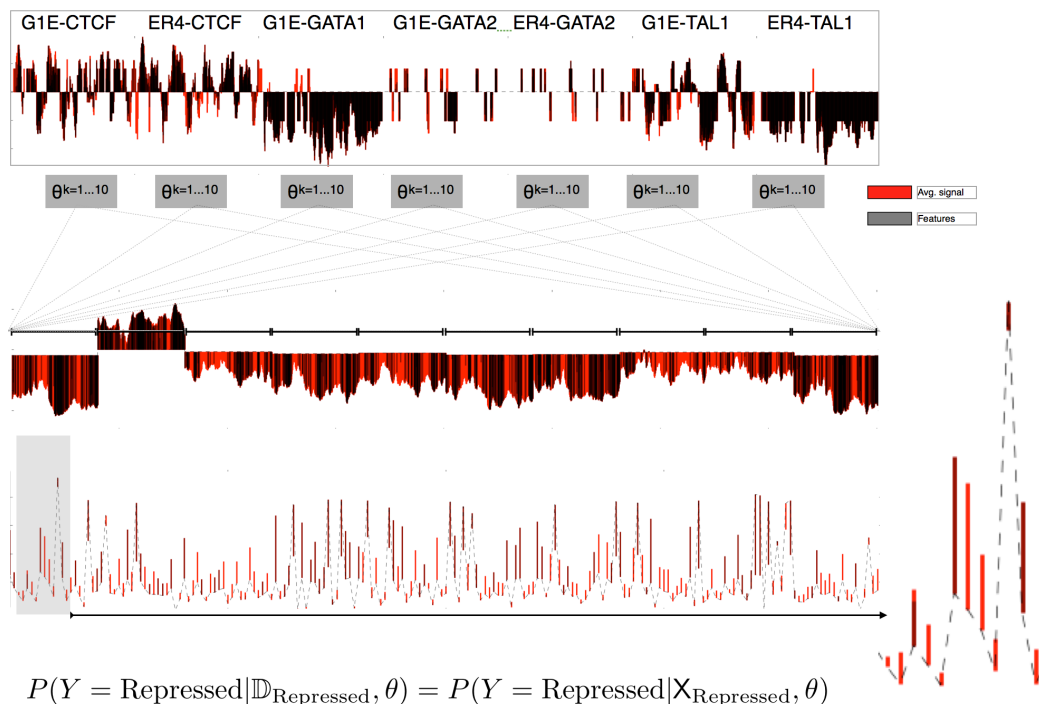 G1E-CTCF ER4-CTCF G1E-GATA1 G1E-GATA2 ER4-GATA2 G1E-TAL1 ER4-TAL1
θk=1...10 θk=1...10 θk=1...10 θk=1...10 θk=1...10 θk=1...10 θk=1...10
Avg. signal
Features
P(Y = Repressed|𝔻Repressed, θ) = P(Y = Repressed|XRepressed, θ)